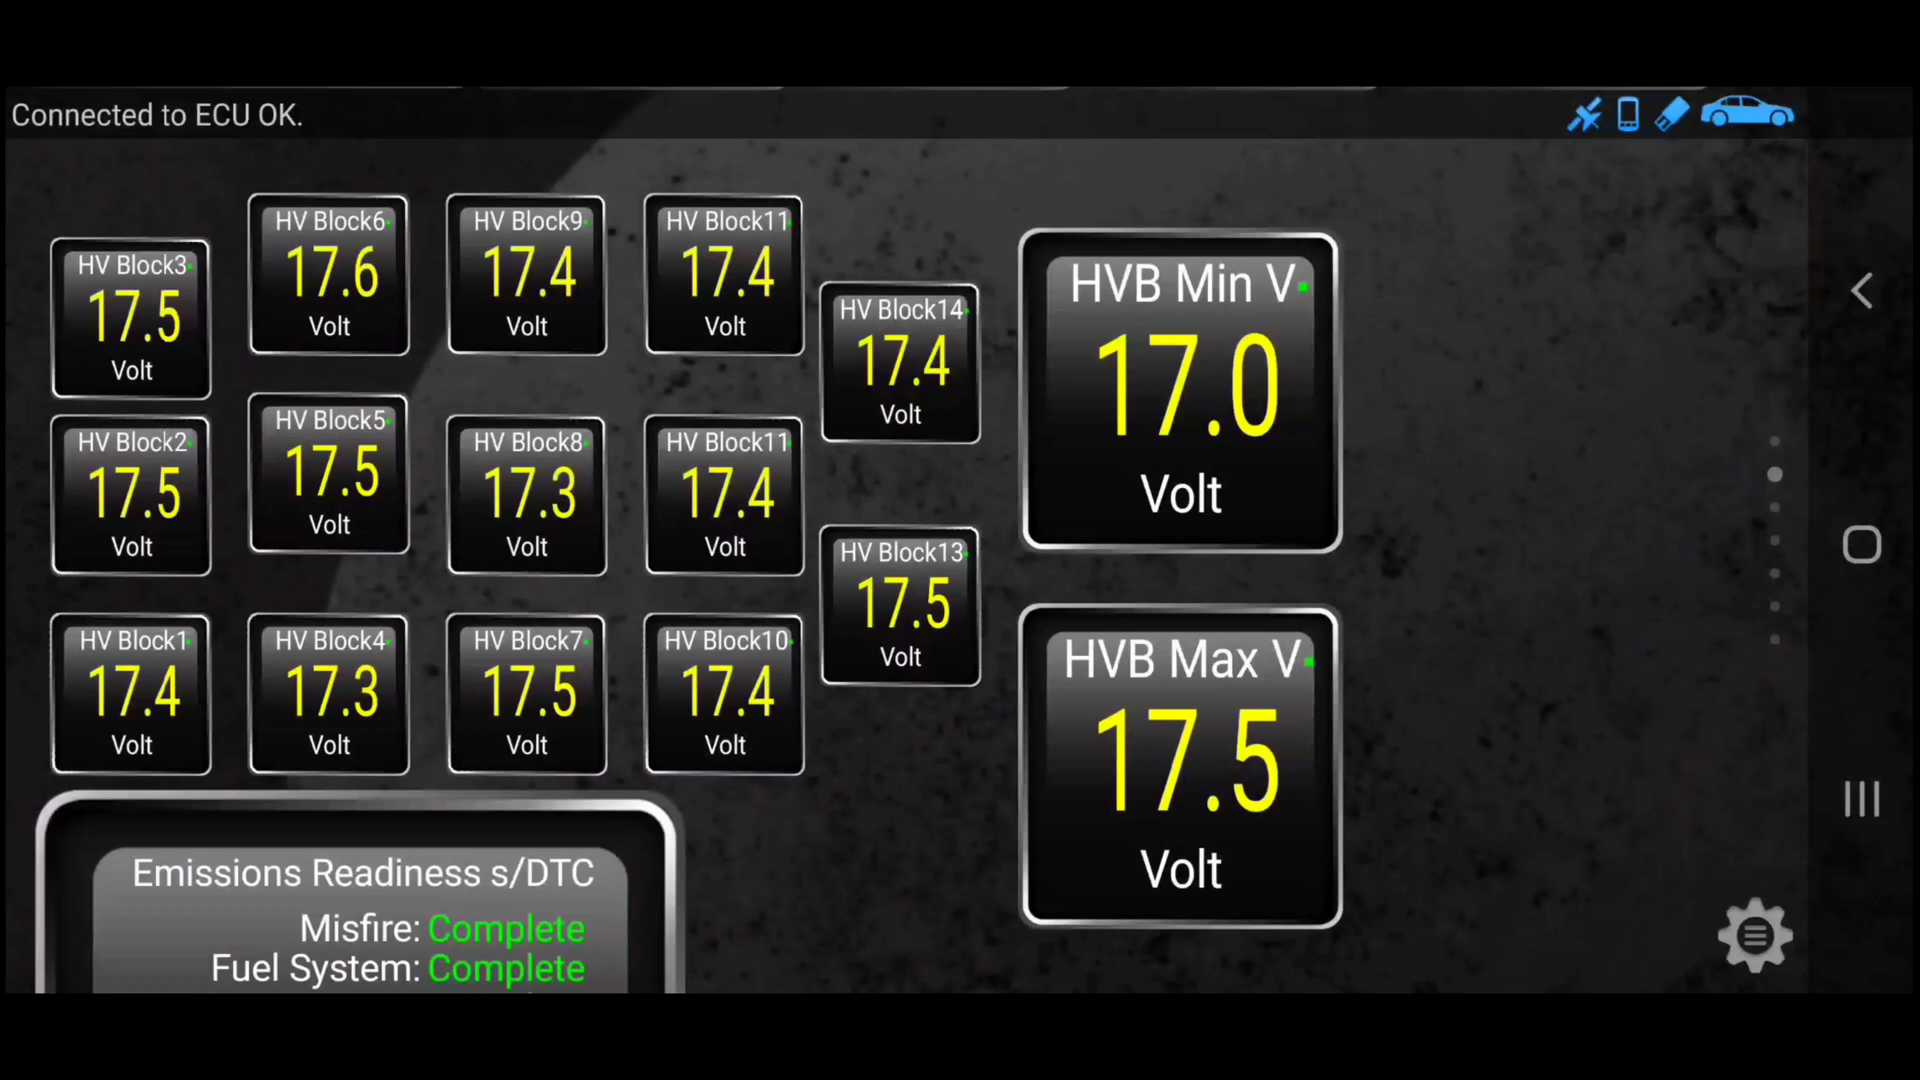 Connected to ECU OK.
HV Block3
17.5
Volt
HV Block6
17.6
Volt
HV Block9
17.4
Volt
HV Block11
17.4
Volt
HV Block14
17.4
Volt
HVB Min V
17.0
Volt
HV Block2
17.5
Volt
HV Block5
17.5
Volt
HV Block8
17.3
Volt
HV Block11
17.4
Volt
HV Block13
17.5
Volt
HV Block1
17.4
Volt
HV Block4
17.3
Volt
HV Block7
17.5
Volt
HV Block10
17.4
Volt
HVB Max V
17.5
Volt
Emissions Readiness s/DTC
Misfire: Complete
Fuel System: Complete